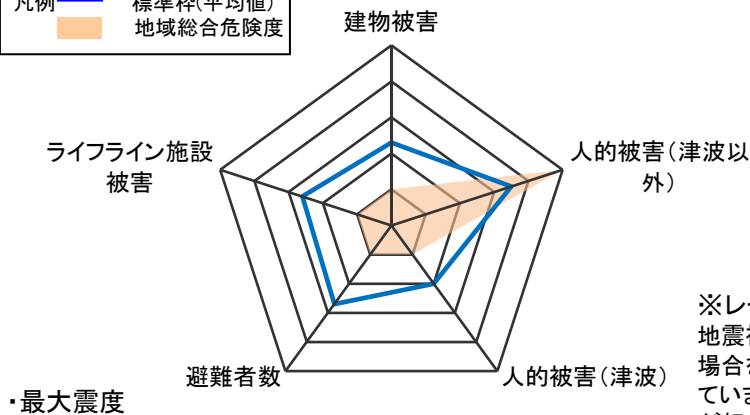 凡例 標準枠(平均値)
地域総合危険度
建物被害
ライフライン施設
被害
人的被害(津波以
外)
避難者数
人的被害(津波)
※レ
地震
場合
てい
・最大震度